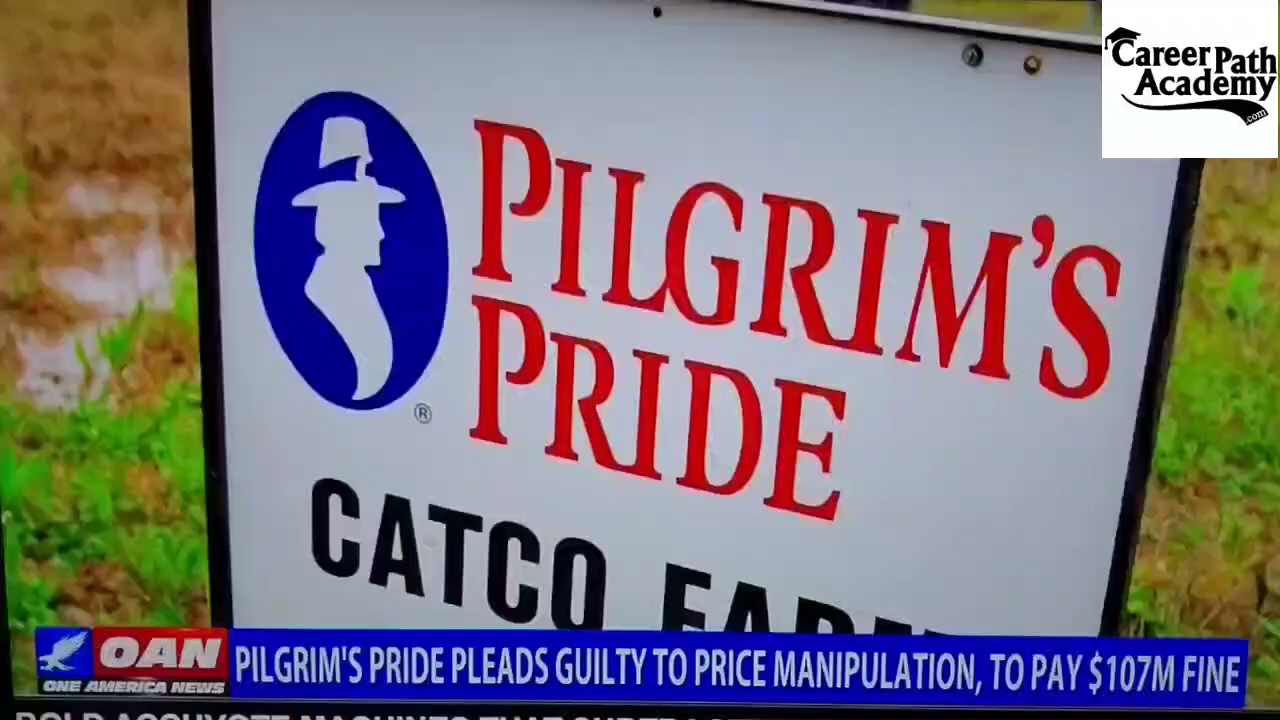 Career Path
Academy
.com
PILGRIM'S
PRIDE
®
CATCO
OAN
ONE AMERICA NEWS
PILGRIM'S PRIDE PLEADS GUILTY TO PRICE MANIPULATION, TO PAY $107M FINE